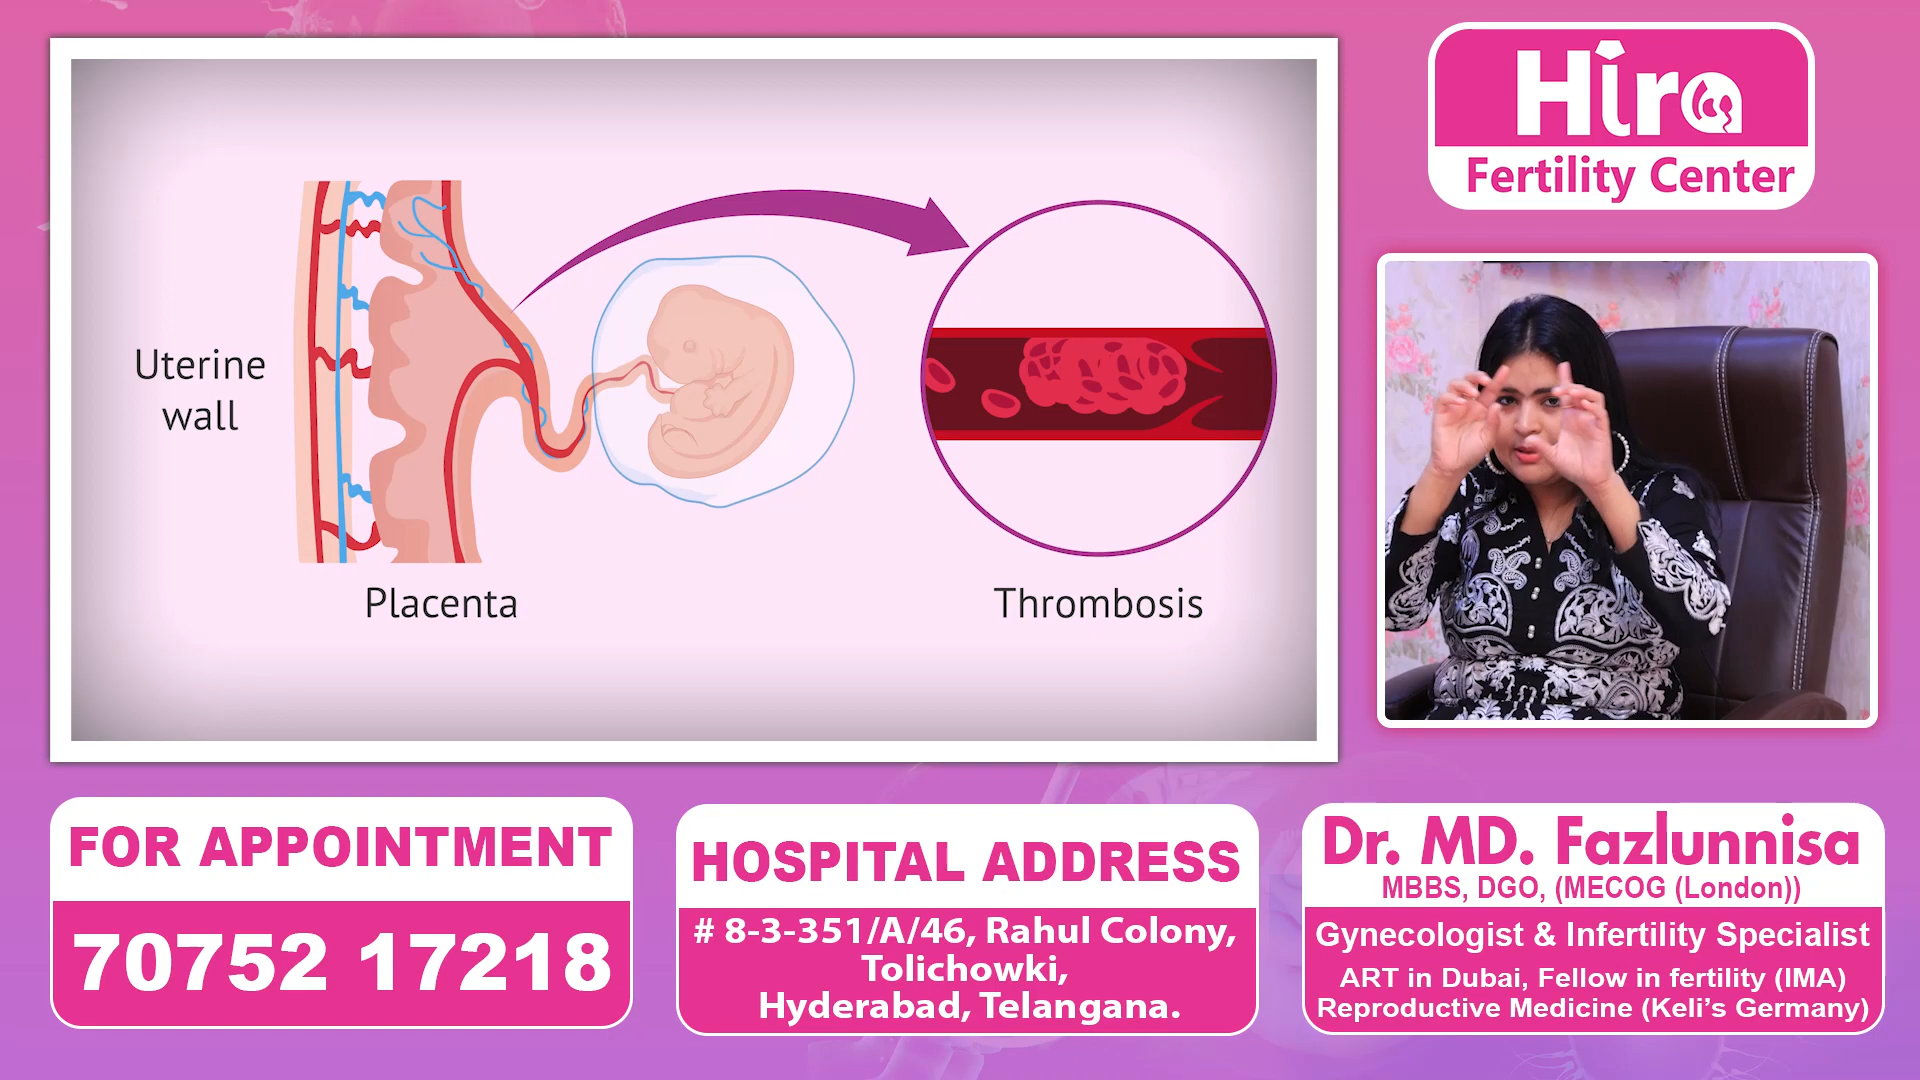 Hira
Fertility Center
Uterine
wall
Placenta
Thrombosis
FOR APPOINTMENT
70752 17218
HOSPITAL ADDRESS
# 8-3-351/A/46, Rahul Colony,
Tolichowki,
Hyderabad, Telangana.
Dr. MD. Fazlunnisa
MBBS, DGO, (MECOG (London))
Gynecologist & Infertility Specialist
ART in Dubai, Fellow in fertility (IMA)
Reproductive Medicine (Keli's Germany)